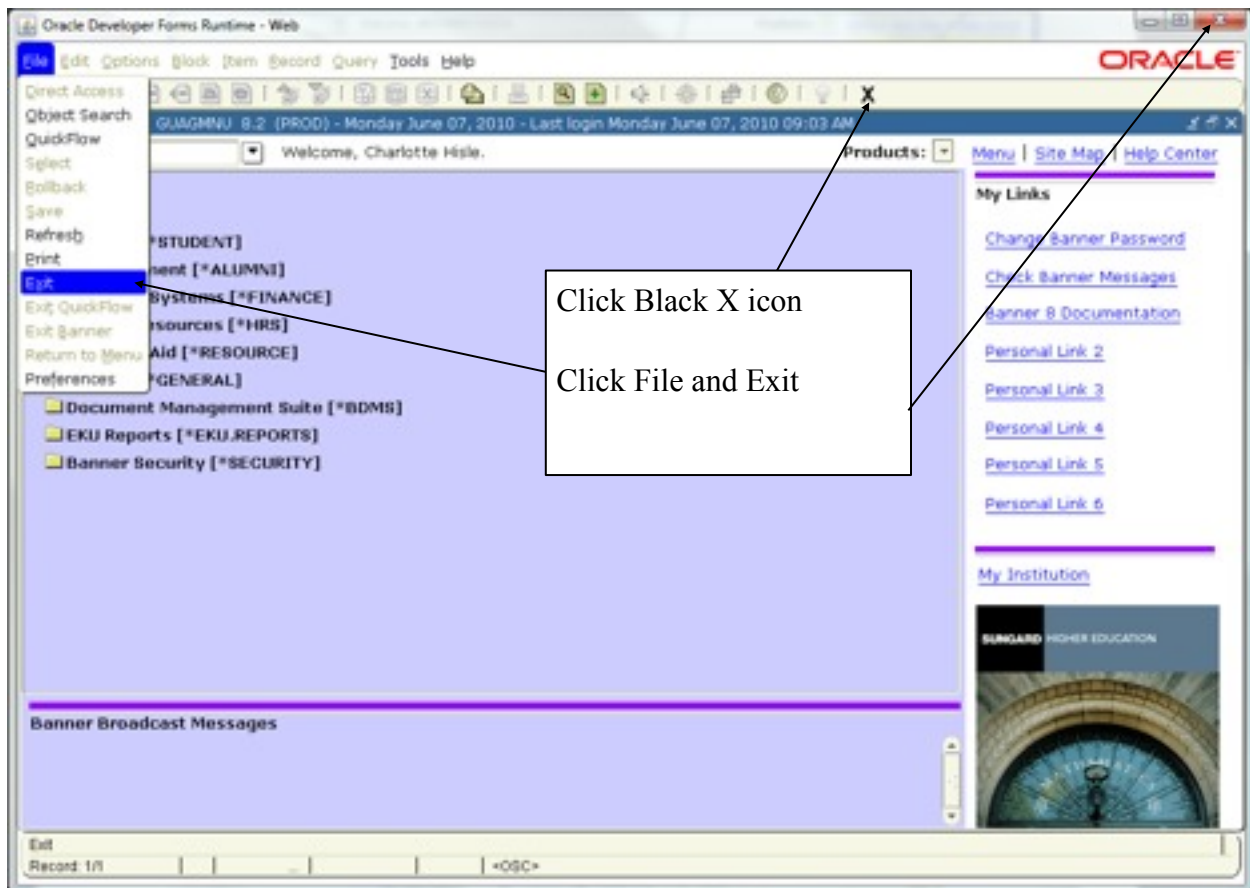 Oracle Developer Forms Runtime - Web
File Edit Options Block Item Record Query Tools Help
ORACLE
Direct Access
Object Search
QuickFlow
Select
Rollback
Save
Refresh
Print
Exit
Exit QuickFlow
Exit Banner
Return to Menu
Preferences
GUAGMNU 8.2 (PROD) - Monday June 07, 2010 - Last login Monday June 07, 2010 09:03 AM
Welcome, Charlotte Hisle.
Products:
Menu | Site Map | Help Center
*STUDENT]
[*ALUMNI]
Systems [*FINANCE]
[*HRS]
Aid [*RESOURCE]
*GENERAL]
Document Management Suite [*BDMS]
EKU Reports [*EKU.REPORTS]
Banner Security [*SECURITY]
Click Black X icon
Click File and Exit
My Links
Change Banner Password
Check Banner Messages
Banner 8 Documentation
Personal Link 2
Personal Link 3
Personal Link 4
Personal Link 5
Personal Link 6
My Institution
SUNGARD HIGHER EDUCATION
Banner Broadcast Messages
Exit
Record: 1/1
<OSC>